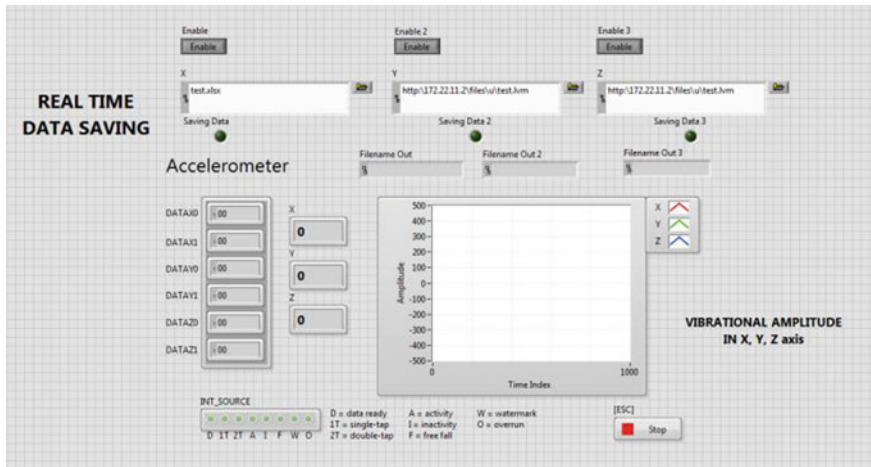 Enable Enable 2 Enable 3
Enable Enable Enable
X Y Z
test.xlsx http:\172.22.11.2\files\u\test.lvm http:\172.22.11.2\files\u\test.lvm
REAL TIME
DATA SAVING
Saving Data Saving Data 2 Saving Data 3
Accelerometer
Filename Out Filename Out 2 Filename Out 3
DATAX0 x 00
DATAX1 x 00
DATAY0 x 00
DATAY1 x 00
DATAZ0 x 00
DATAZ1 x 00
X
0
Y
0
Z
0
Amplitude
500
400
300
200
100
0
-100
-200
-300
-400
-500
0 1000
Time Index
X
Y
Z
VIBRATIONAL AMPLITUDE
IN X, Y, Z axis
INT_SOURCE
D 1T 2T A I F W O
D = data ready A = activity W = watermark
1T = single-tap I = inactivity O = overrun
2T = double-tap F = free fall
[ESC]
Stop